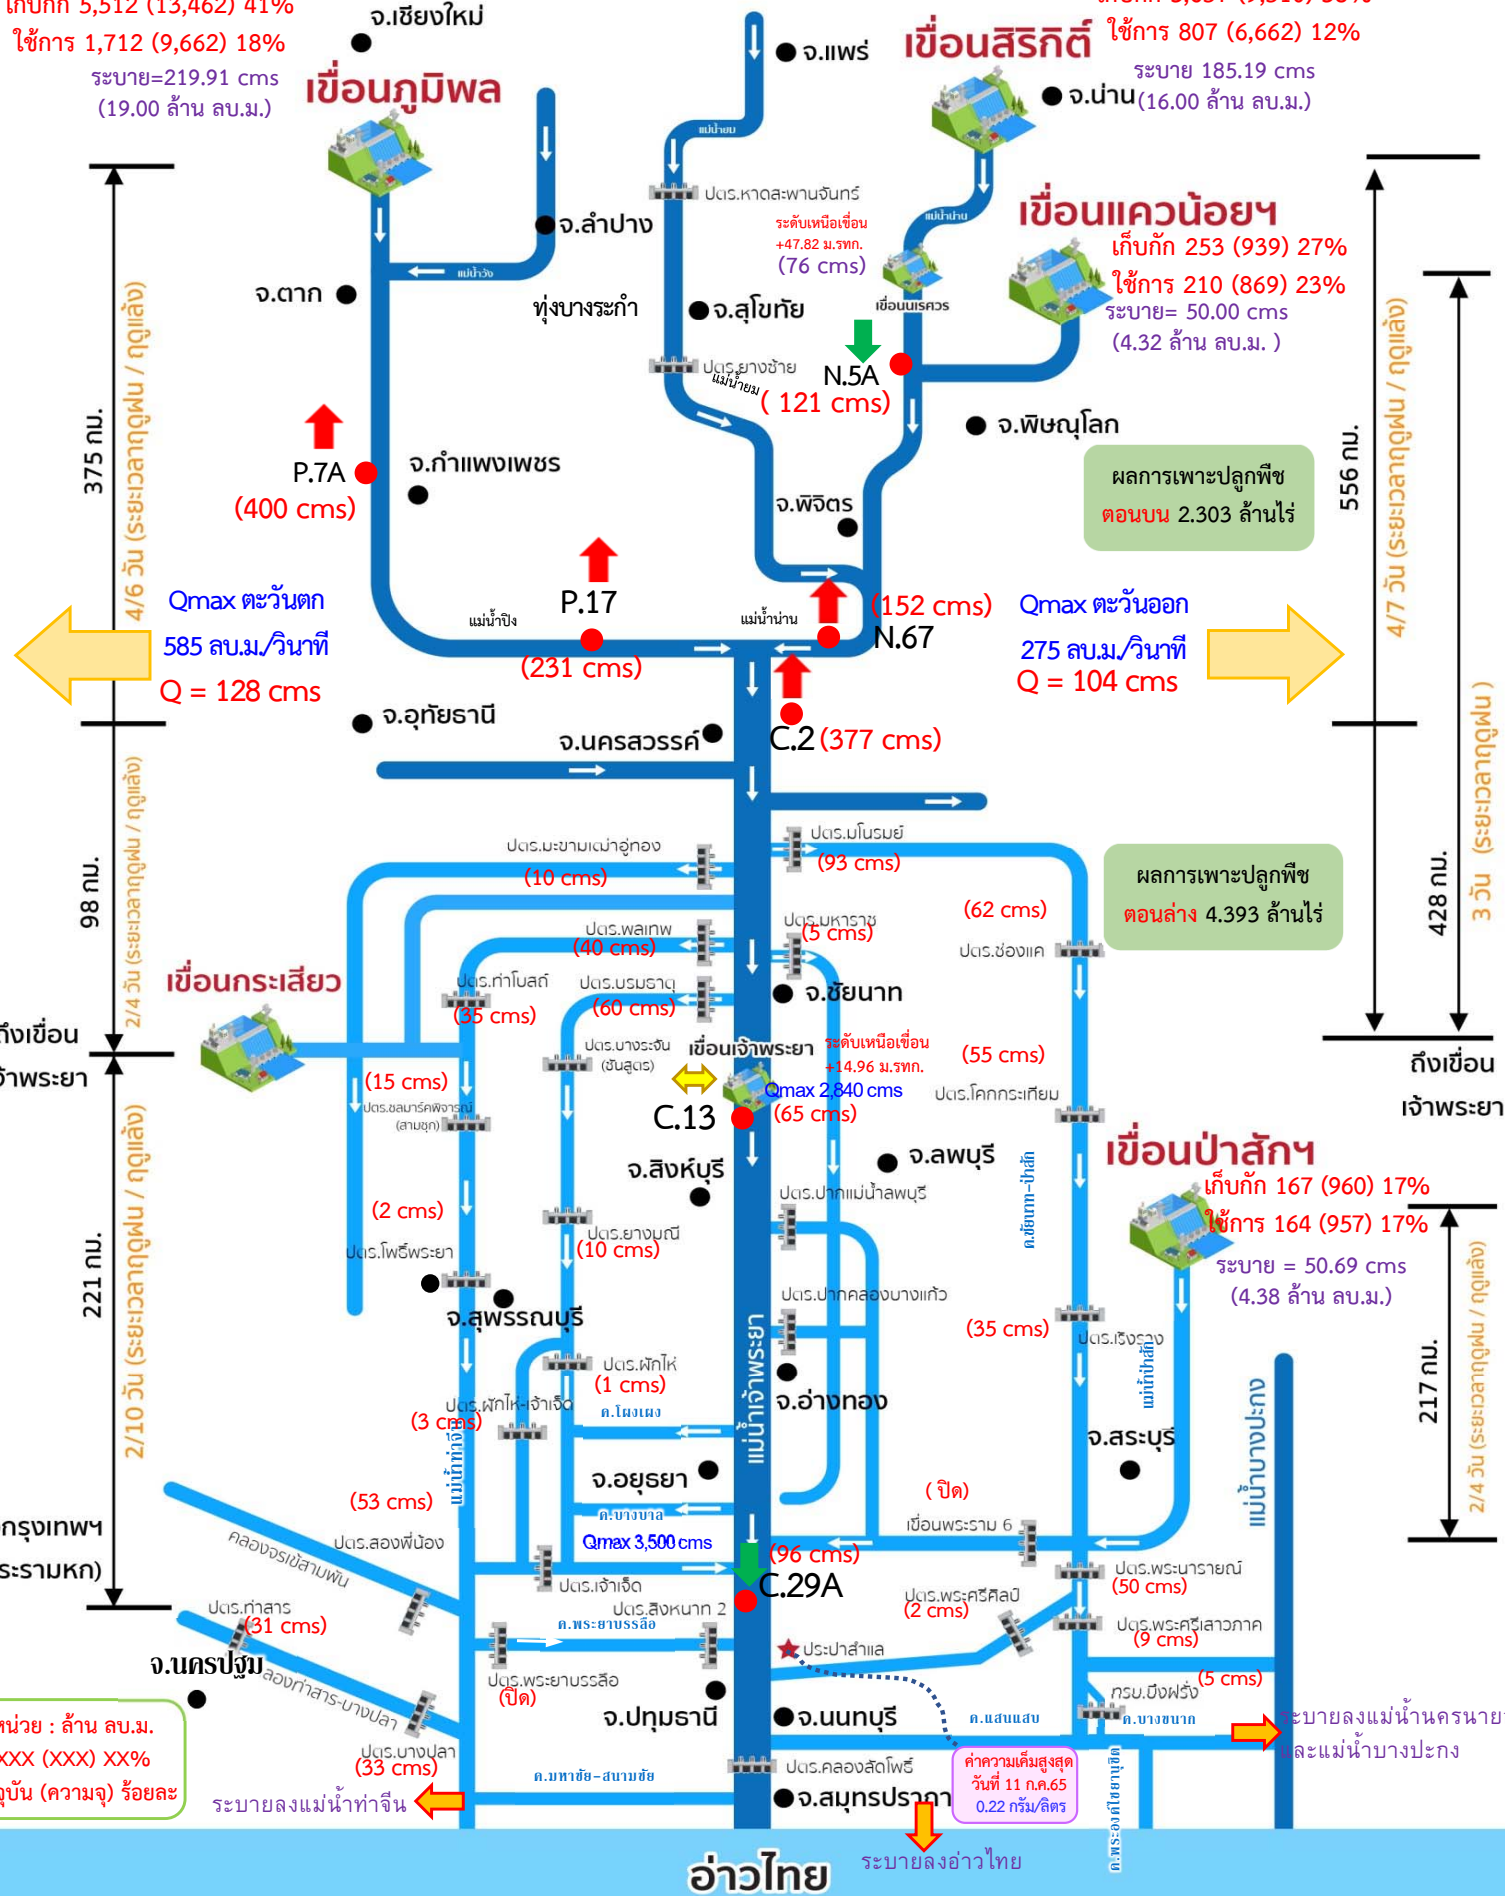 5,512 (13,462) 41%
ใช้การ 1,712 (9,662) 18%
ระบาย=219.91 cms
(19.00 ล้าน ลบ.ม.)
จ.เชียงใหม่
เขื่อนภูมิพล
จ.แพร่
เขื่อนสิริกิติ์
ใช้การ 807 (6,662) 12%
ระบาย 185.19 cms
(16.00 ล้าน ลบ.ม.)
จ.น่าน
แม่น้ำยม
ปตร.หาดสะพานจันทร์
จ.ลำปาง
แม่น้ำวัง
ระดับเหนือเขื่อน
+47.82 ม.รทก.
(76 cms)
แม่น้ำน่าน
เขื่อนแควน้อยฯ
เก็บกัก 253 (939) 27%
ใช้การ 210 (869) 23%
ระบาย= 50.00 cms
(4.32 ล้าน ลบ.ม. )
จ.ตาก
ทุ่งบางระกำ
จ.สุโขทัย
เขื่อนนเรศวร
ปตร.ยางซ้าย
แม่น้ำยม
N.5A
( 121 cms)
จ.พิษณุโลก
375 กม.
4/6 วัน (ระยะเวลาฤดูฝน / ฤดูแล้ง)
P.7A
(400 cms)
จ.กำแพงเพชร
จ.พิจิตร
ผลการเพาะปลูกพืช
ตอนบน 2.303 ล้านไร่
556 กม.
4/7 วัน (ระยะเวลาฤดูฝน / ฤดูแล้ง)
Qmax ตะวันตก
585 ลบ.ม./วินาที
Q = 128 cms
P.17
แม่น้ำปิง
(231 cms)
แม่น้ำน่าน
(152 cms)
N.67
Qmax ตะวันออก
275 ลบ.ม./วินาที
Q = 104 cms
จ.อุทัยธานี
จ.นครสวรรค์
C.2 (377 cms)
98 กม.
2/4 วัน (ระยะเวลาฤดูฝน / ฤดูแล้ง)
428 กม.
3 วัน (ระยะเวลาฤดูฝน )
ปตร.มะขามเฒ่าอู่ทอง
(10 cms)
ปตร.มโนรมย์
(93 cms)
ผลการเพาะปลูกพืช
ตอนล่าง 4.393 ล้านไร่
ปตร.พลเทพ
(40 cms)
ปตร.มหาราช
(5 cms)
(62 cms)
ปตร.ช่องแค
เขื่อนกระเสียว
ปตร.ท่าโบสถ์
(35 cms)
ปตร.บรมธาตุ
(60 cms)
จ.ชัยนาท
ถึงเขื่อน
เจ้าพระยา
ปตร.บางระจัน
(ชันสูตร)
เขื่อนเจ้าพระยา
ระดับเหนือเขื่อน
+14.96 ม.รทก.
Qmax 2,840 cms
(55 cms)
ปตร.โคกกระเทียม
ถึงเขื่อน
เจ้าพระยา
(15 cms)
ปตร.ชลมาร์คพิจารณ์
(สามชุก)
C.13
(65 cms)
จ.สิงห์บุรี
จ.ลพบุรี
เขื่อนป่าสักฯ
เก็บกัก 167 (960) 17%
ใช้การ 164 (957) 17%
ระบาย = 50.69 cms
(4.38 ล้าน ลบ.ม.)
221 กม.
2/10 วัน (ระยะเวลาฤดูฝน / ฤดูแล้ง)
(2 cms)
ปตร.โพธิ์พระยา
ปตร.ยางมณี
(10 cms)
ปตร.ปากแม่น้ำลพบุรี
ค.ชัยนาท-ป่าสัก
จ.สุพรรณบุรี
ปตร.ปากคลองบางแก้ว
(35 cms)
ปตร.เริงราง
แม่น้ำป่าสัก
217 กม.
2/4 วัน (ระยะเวลาฤดูฝน / ฤดูแล้ง)
ปตร.ผักไห่
(1 cms)
แม่น้ำเจ้าพระยา
จ.อ่างทอง
ปตร.ผักไห่-เจ้าเจ็ด
(3 cms)
ค.โผงเผง
แม่น้ำท่าจีน
จ.สระบุรี
แม่น้ำบางปะกง
จ.อยุธยา
(53 cms)
ปตร.สองพี่น้อง
ค.บางบาล
Qmax 3,500 cms
( ปิด)
เขื่อนพระราม 6
คลองจรเข้สามพัน
ปตร.เจ้าเจ็ด
(96 cms)
C.29A
ปตร.พระนารายณ์
(50 cms)
ปตร.ท่าสาร
(31 cms)
ปตร.สิงหนาท 2
ค.พระยาบรรลือ
ปตร.พระศรีศิลป์
(2 cms)
ปตร.พระศรีเสาวภาค
(9 cms)
จ.นครปฐม
ปตร.พระยาบรรลือ
(ปิด)
ประปาสำแล
ทรบ.บึงฝรั่ง
(5 cms)
จ.ปทุมธานี
จ.นนทบุรี
ค.แสนแสบ
ค.บางขนาก
ปตร.บางปลา
(33 cms)
ค.มหาชัย-สนามชัย
ปตร.คลองลัดโพธิ์
ค่าความเค็มสูงสุด
วันที่ 11 ก.ค.65
0.22 กรัม/ลิตร
และแม่น้ำบางปะกง
XXX (XXX) XX%
ระบายลงแม่น้ำท่าจีน
ระบายลงอ่าวไทย
อ่าวไทย